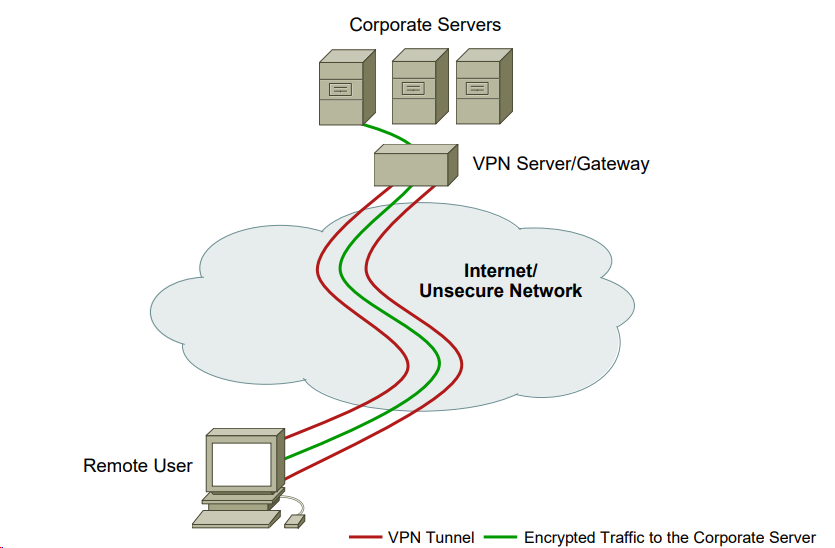 Corporate Servers
VPN Server/Gateway
Internet/
Unsecure Network
Remote User
VPN Tunnel
Encrypted Traffic to the Corporate Server